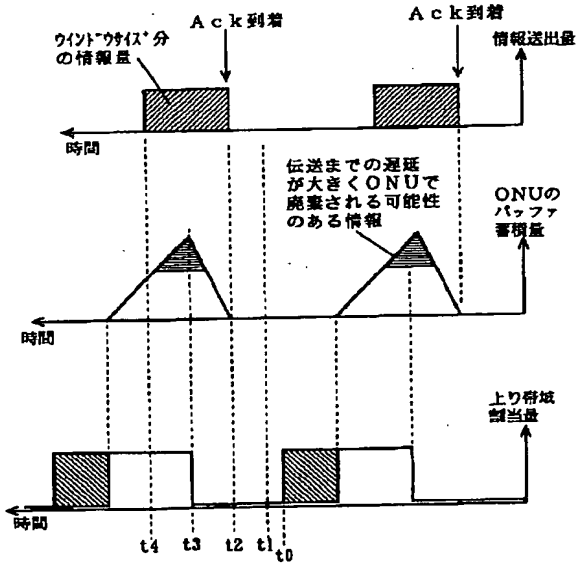 Ack到着
Ack到着
ウインドウサイズ分
の情報量
情報送出量
時間
伝送までの遅延
が大きくONUで
廃棄される可能性
のある情報
ONUの
バッファ
蓄積量
時間
上り帯域
割当量
時間
t4
t3
t2
t1
t0